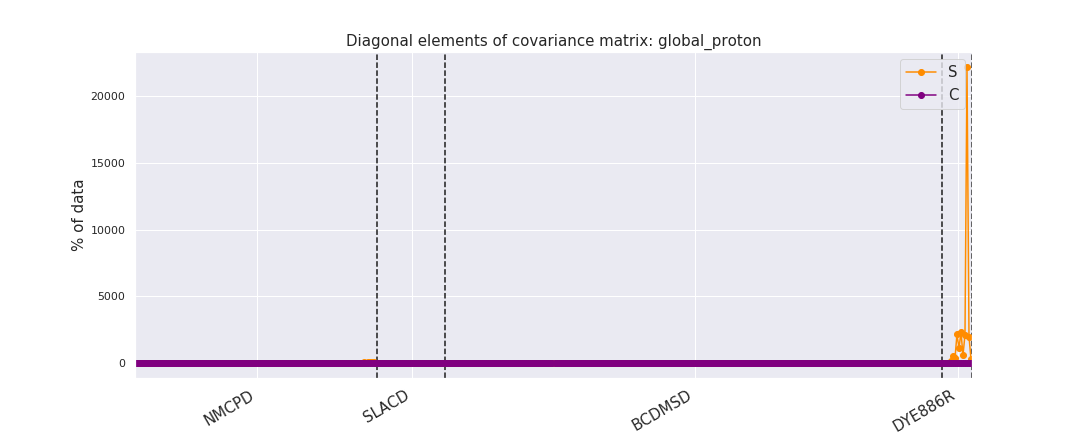 Diagonal elements of covariance matrix: global_proton
S
C
% of data
20000
15000
10000
5000
0
NMCPD
SLACD
BCDMSD
DYE886R